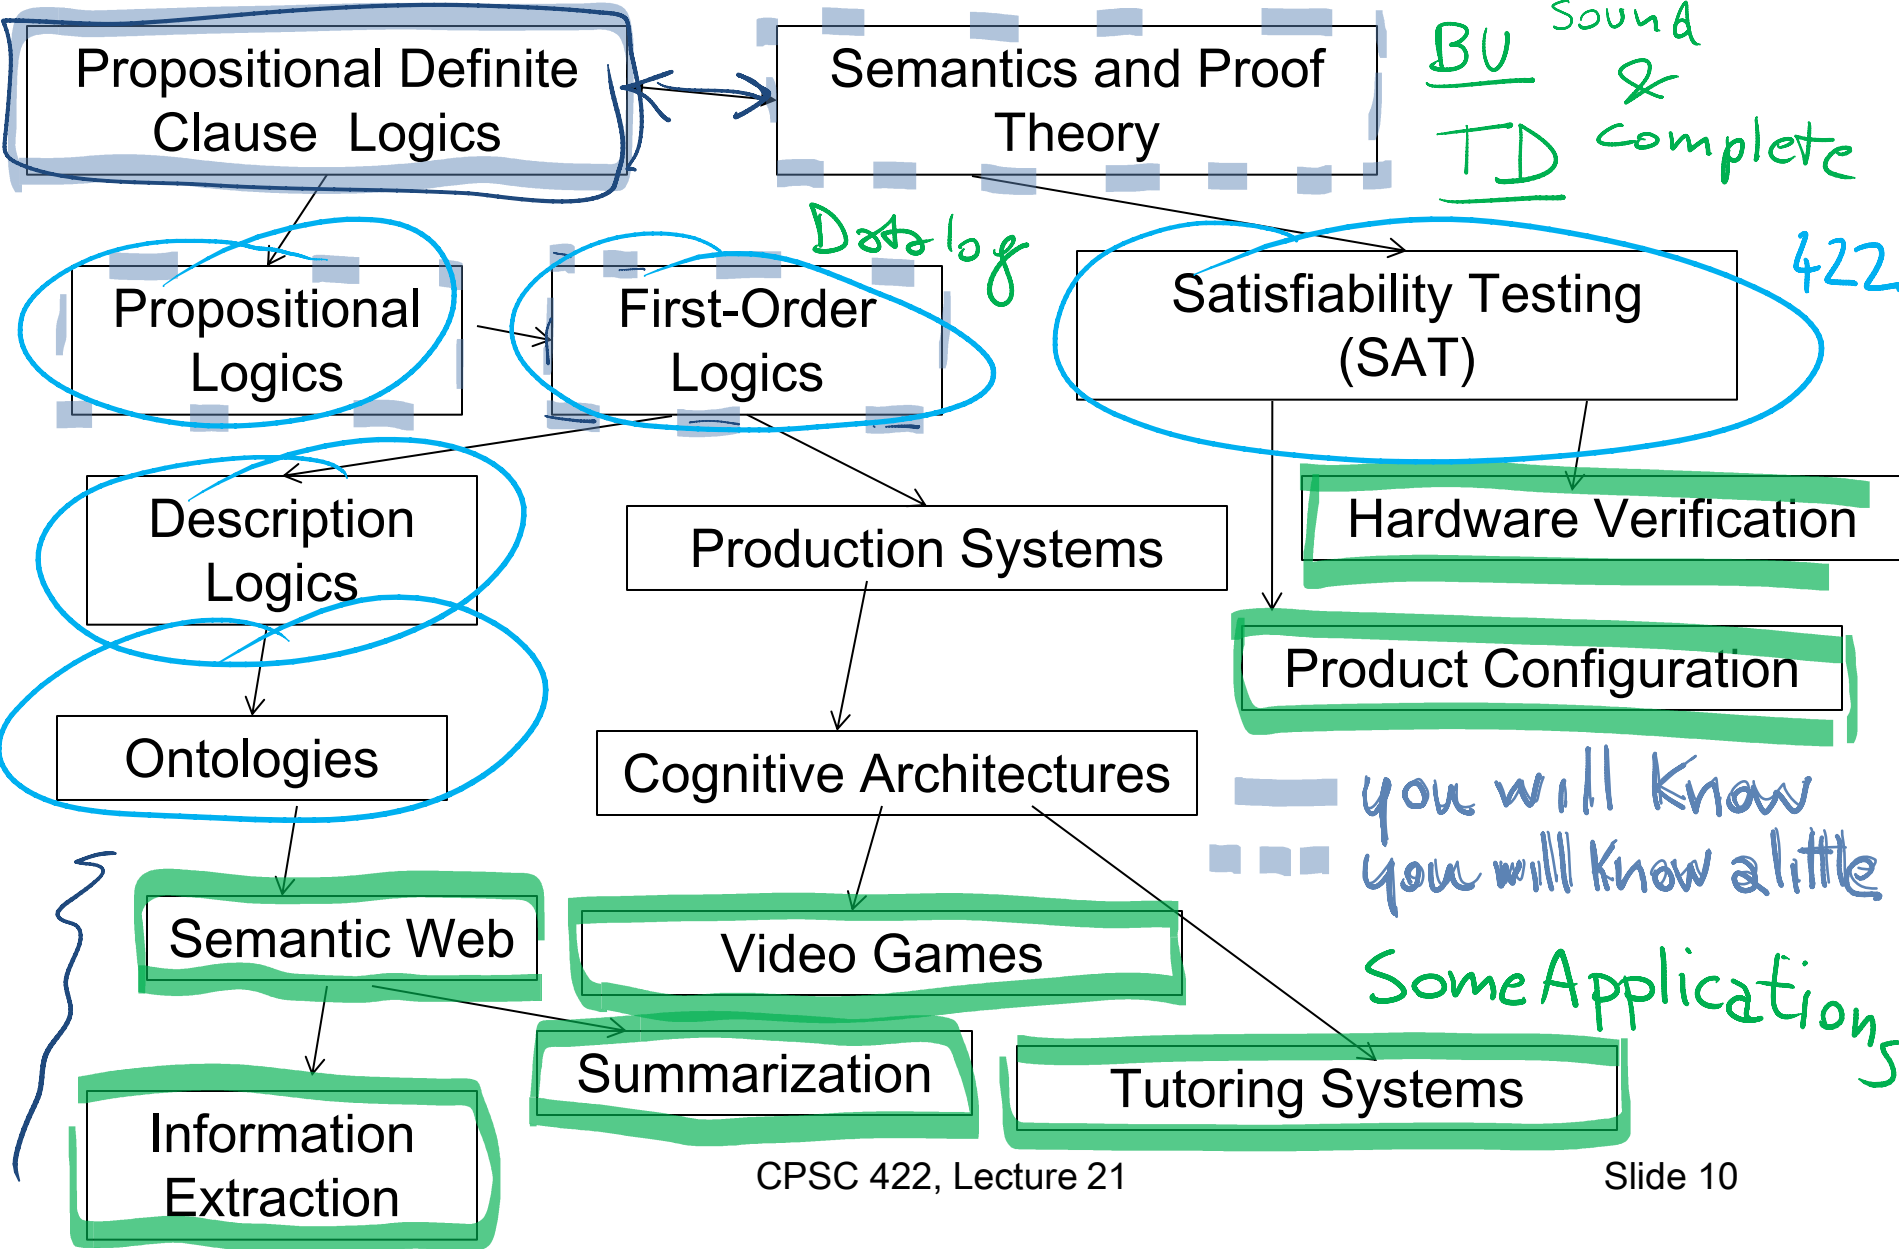 Propositional Definite
Clause Logics
Semantics and Proof
Theory
BU
TD
Sound
&
complete
Datalog
Propositional
Logics
First-Order
Logics
Satisfiability Testing
(SAT)
422
Description
Logics
Production Systems
Hardware Verification
Product Configuration
Ontologies
Cognitive Architectures
you will know
you will know a little
Semantic Web
Video Games
Some Applications
Summarization
Tutoring Systems
Information
Extraction
CPSC 422, Lecture 21
Slide 10